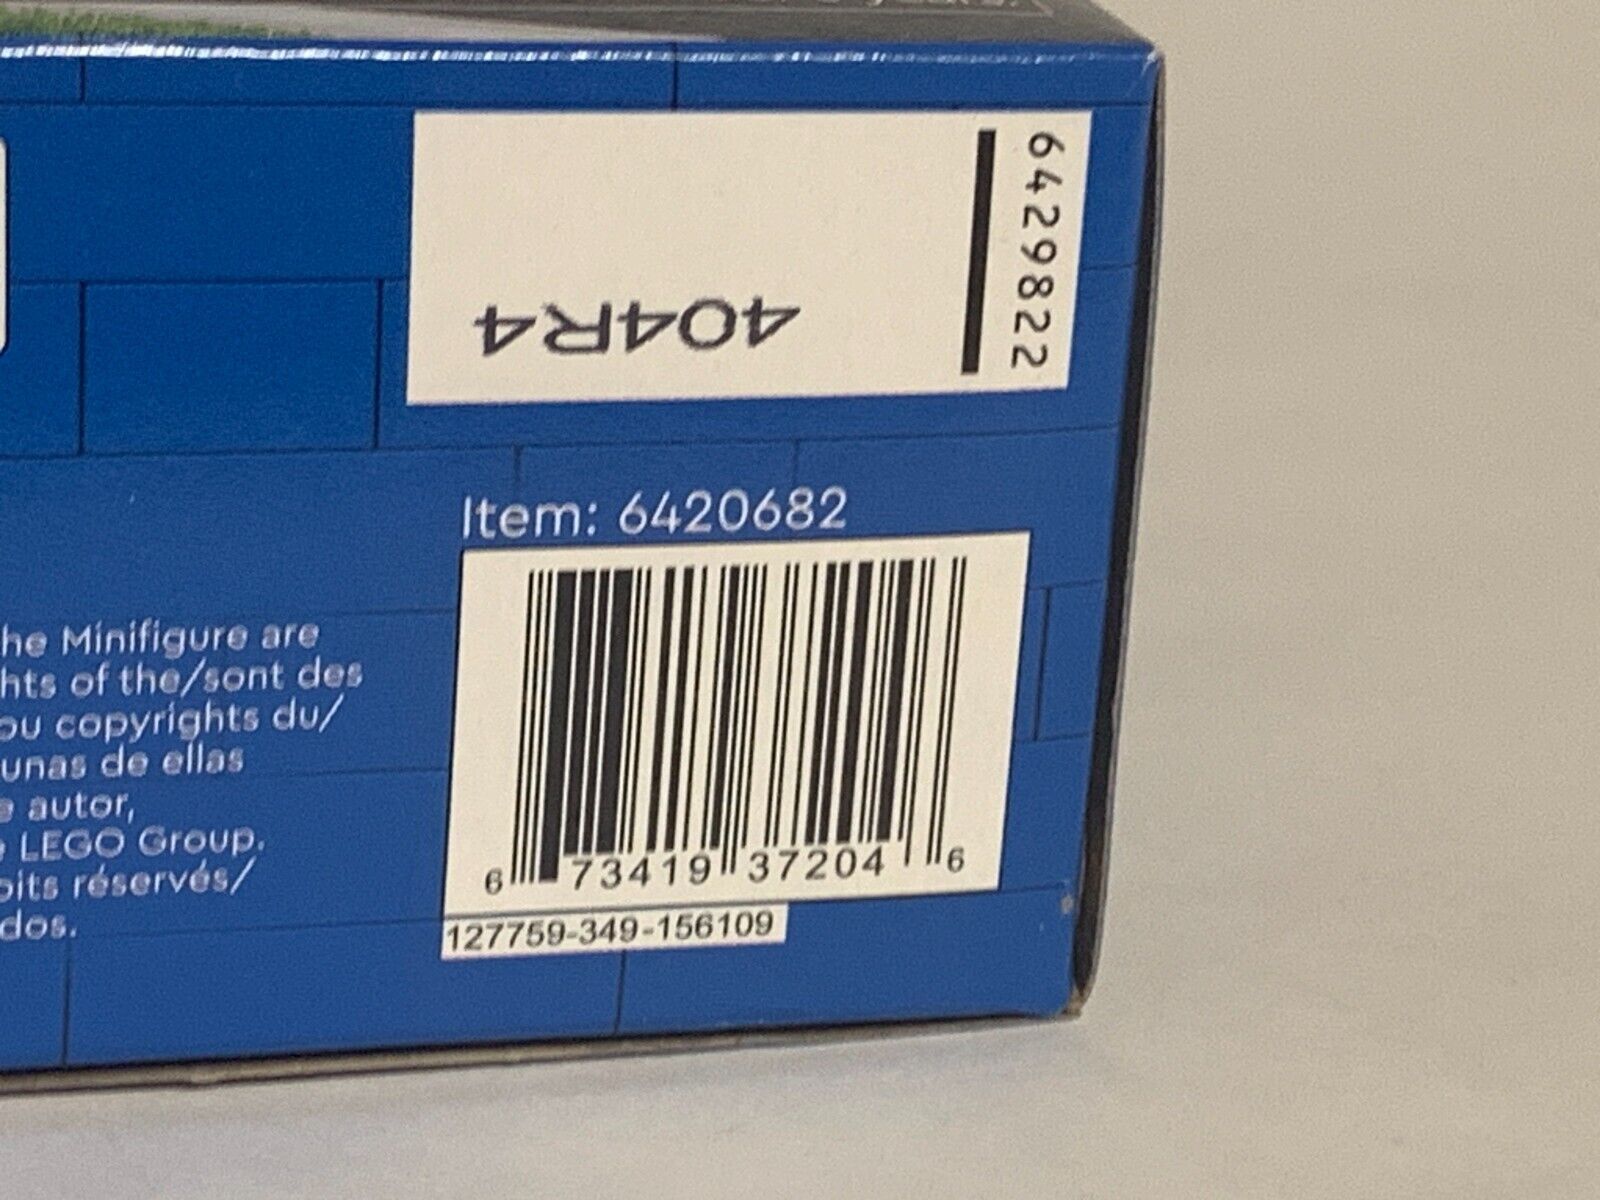 6429822
404R4
Item: 6420682
6 73419 37204 6
127759-349-156109
he Minifigure are
hts of the/sont des
ou copyrights du/
unas de ellas
e autor,
LEGO Group.
oits réservés/
dos.